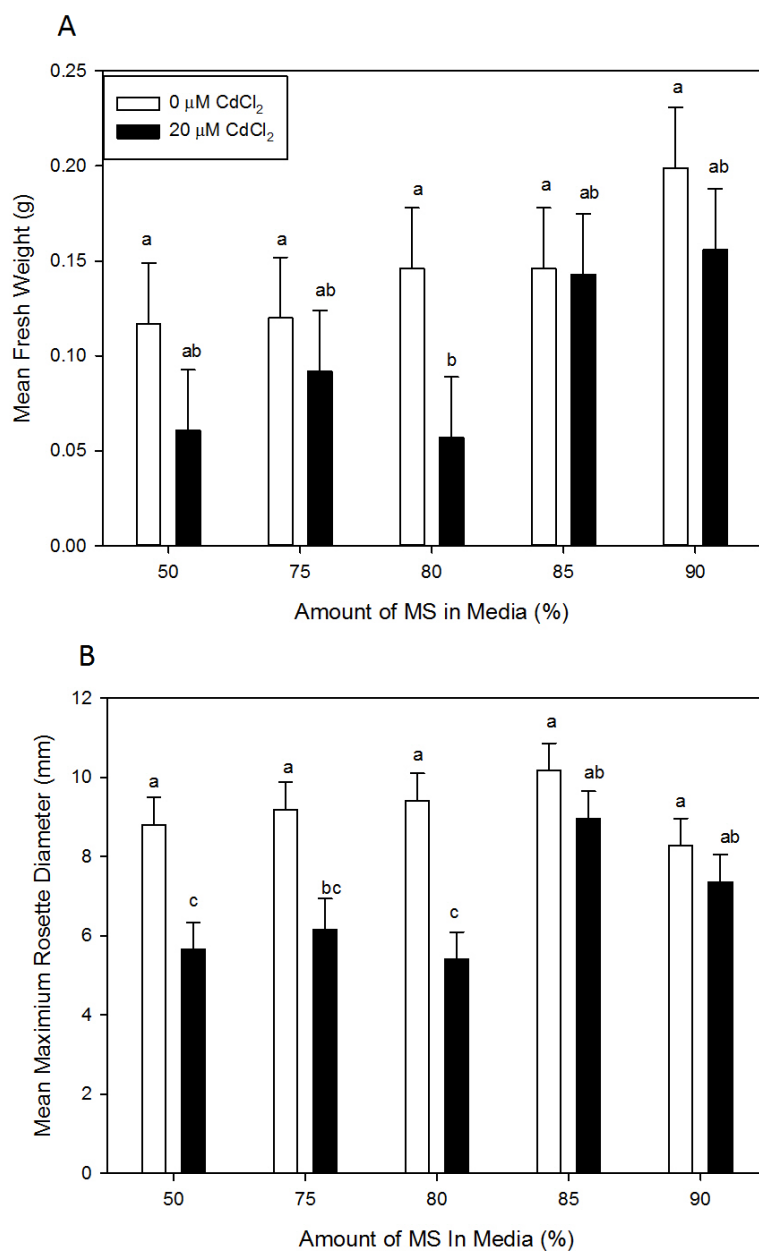 A
0.25
0 μM CdCl2
20 μM CdCl2
a
ab
0.20
a
a
ab
a
a
ab
0.15
ab
b
0.10
0.05
0.00
Mean Fresh Weight (g)
50 75 80 85 90
Amount of MS in Media (%)
B
12
a
a
a
a
ab
a
10
ab
8
c
bc
c
6
4
2
0
Mean Maximium Rosette Diameter (mm)
50 75 80 85 90
Amount of MS In Media (%)